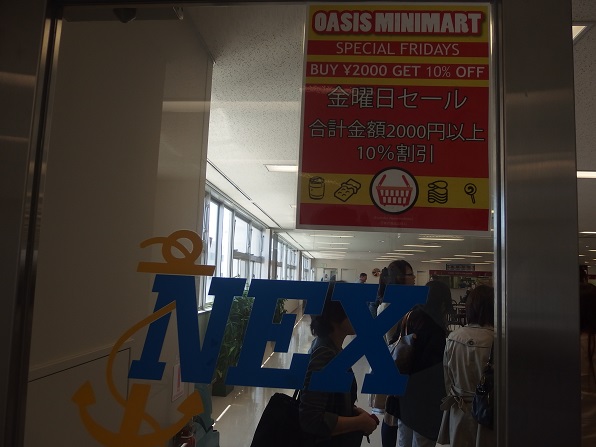 OASIS MINIMART
SPECIAL FRIDAYS
BUY ¥2000 GET 10% OFF
金曜日セール
合計金額2000円以上
10%割引
NEX